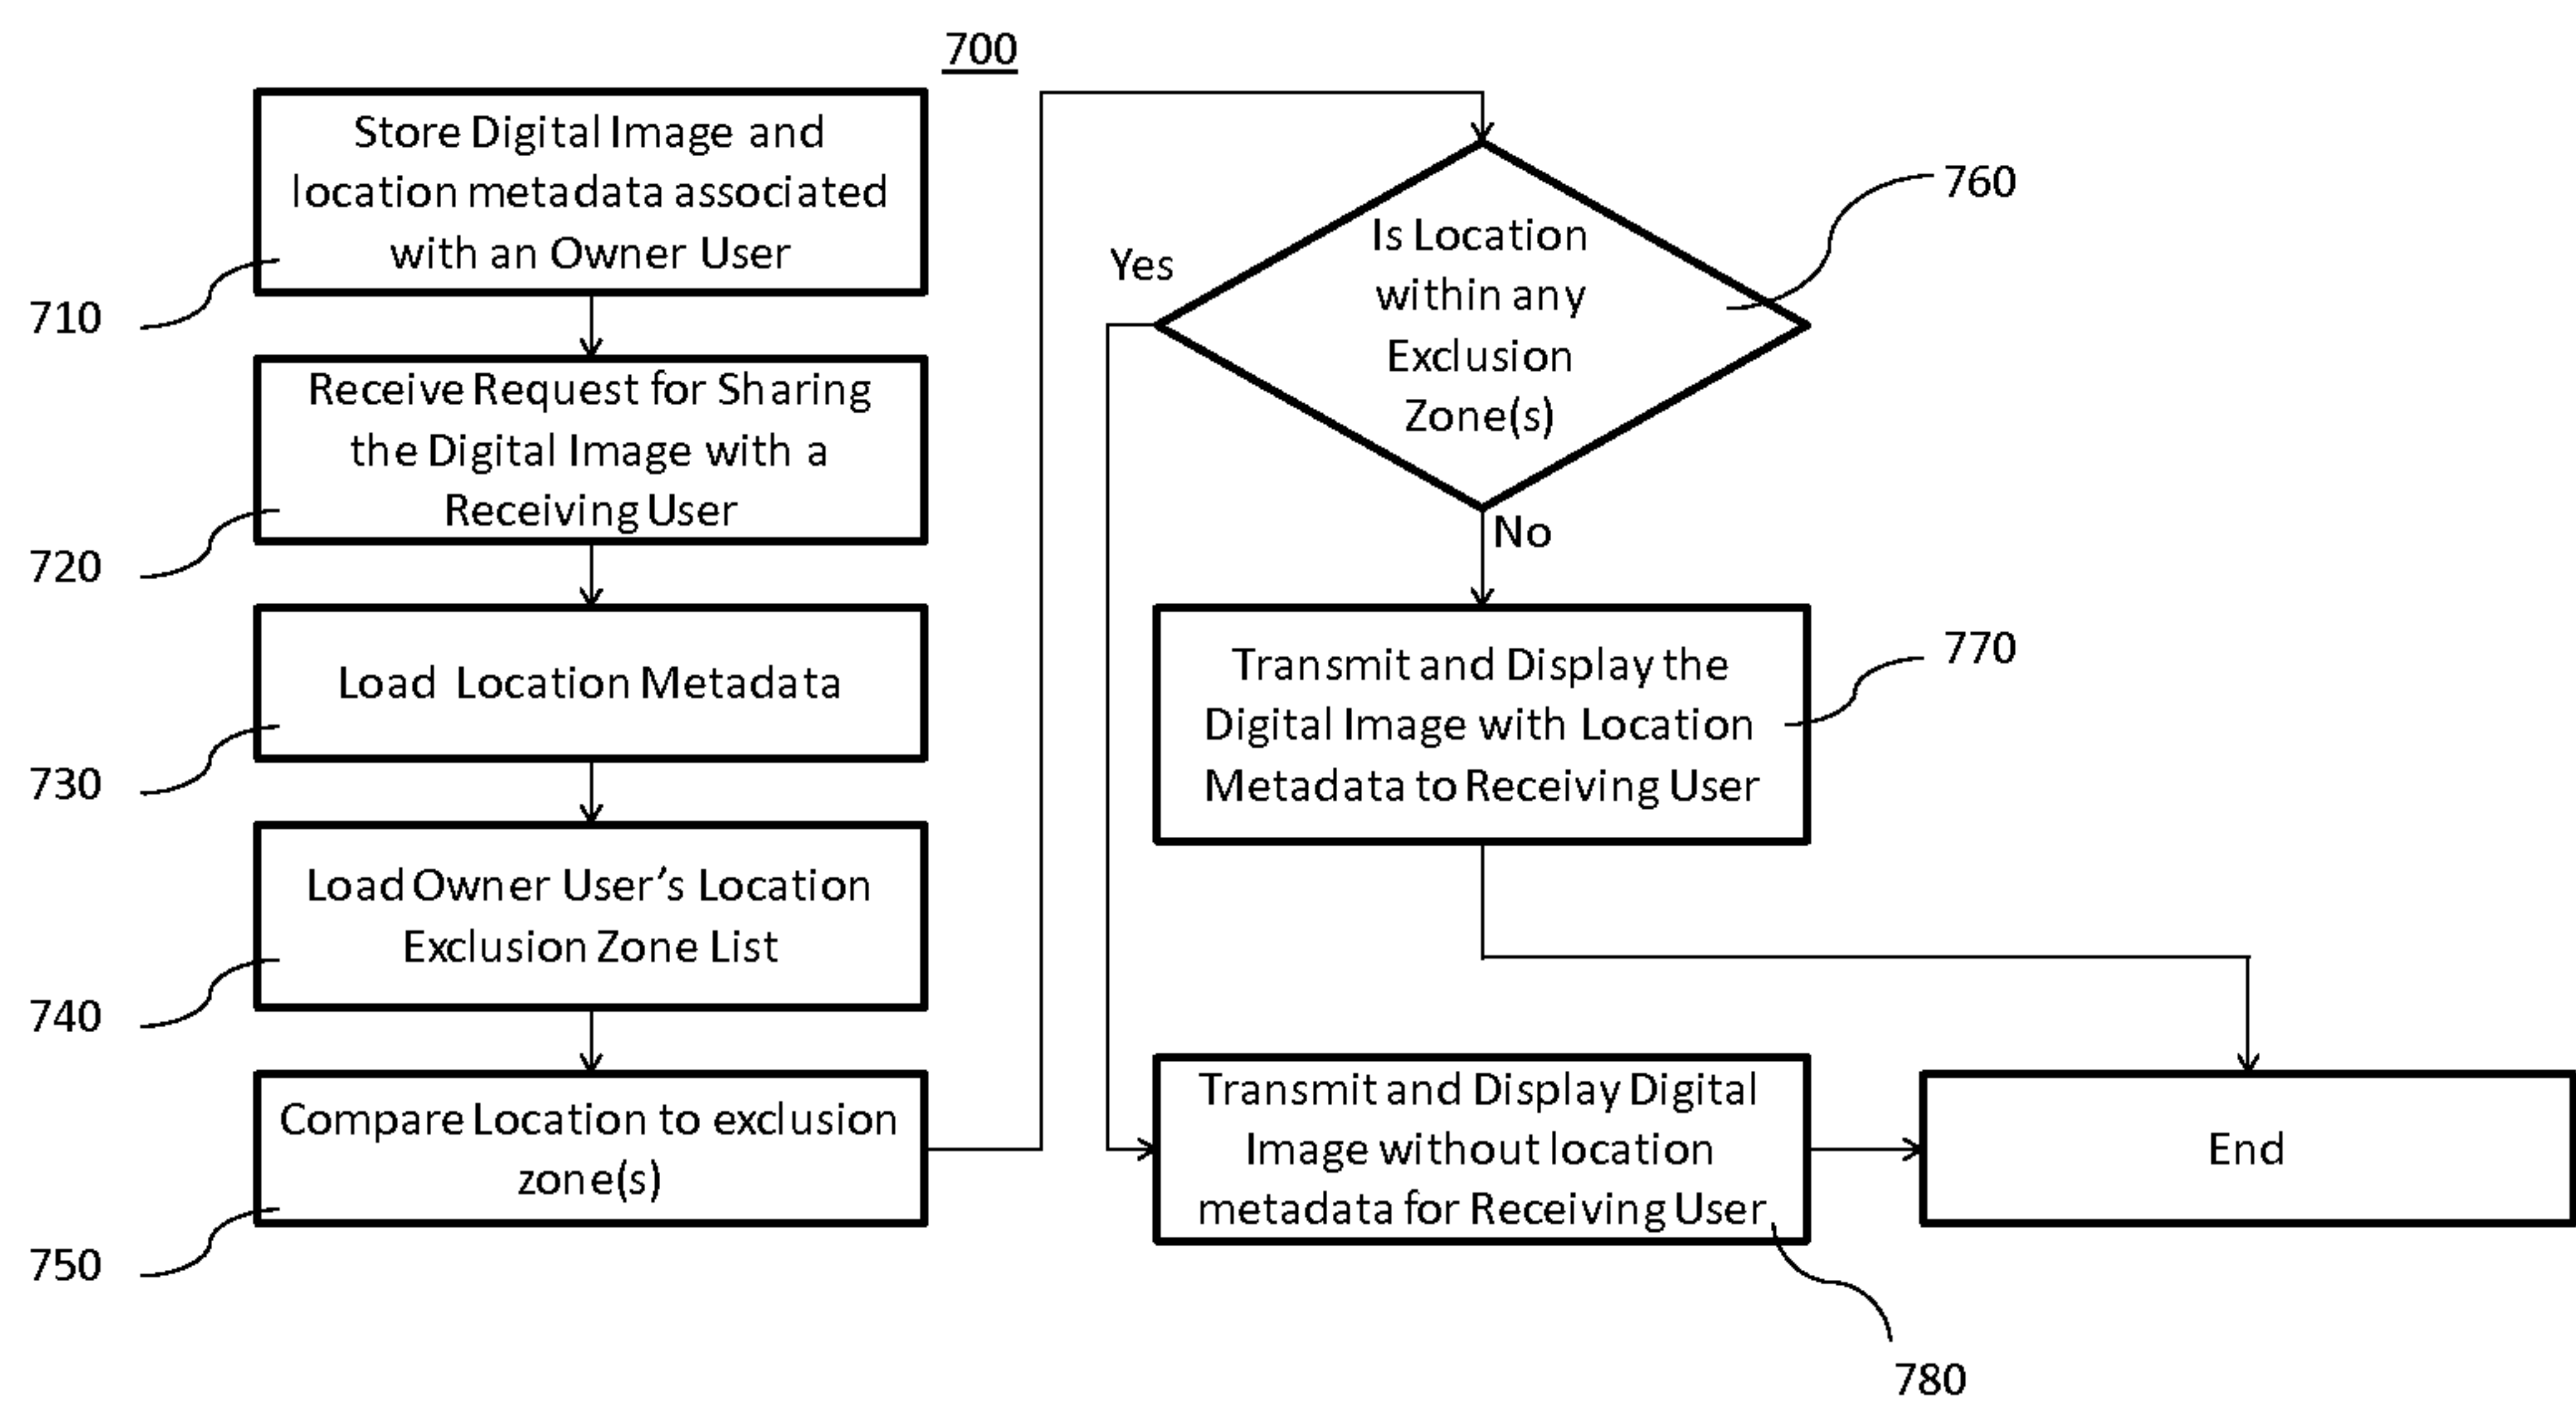 700
Store Digital Image and
location metadata associated
with an Owner User
710
Receive Request for Sharing
the Digital Image with a
Receiving User
720
Load Location Metadata
730
Load Owner User’s Location
Exclusion Zone List
740
Compare Location to exclusion
zone(s)
750
Is Location
within any
Exclusion
Zone(s)
760
Yes
No
Transmit and Display the
Digital Image with Location
Metadata to Receiving User
770
Transmit and Display Digital
Image without location
metadata for Receiving User
780
End